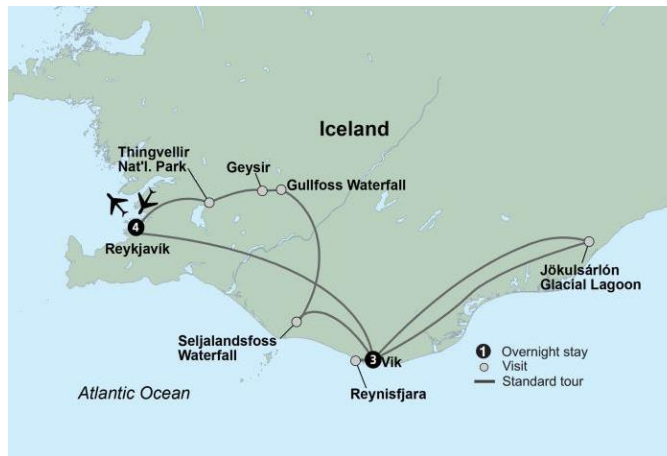 Iceland
Thingvellir
Nat'l. Park
Geysir
Gullfoss Waterfall
4
Reykjavík
Jökulsárlón
Glacial Lagoon
Seljalandsfoss
Waterfall
3
Vik
Reynisfjara
Atlantic Ocean
1 Overnight stay
Visit
Standard tour